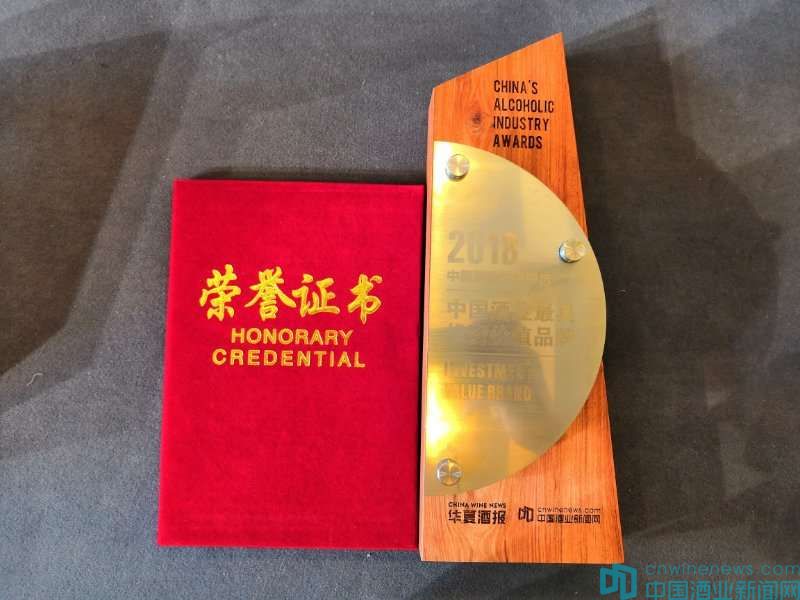 荣誉证书
HONORARY
CREDENTIAL
CHINA'S
ALCOHOLIC
INDUSTRY
AWARDS
2018
中国酒业最具
值品
INVESTMENT
VALUE BRAND
CHINA WINE NEWS
华夏酒报
cnwinenews.com
中国酒业新闻网
cnwinenews.com
中国酒业新闻网